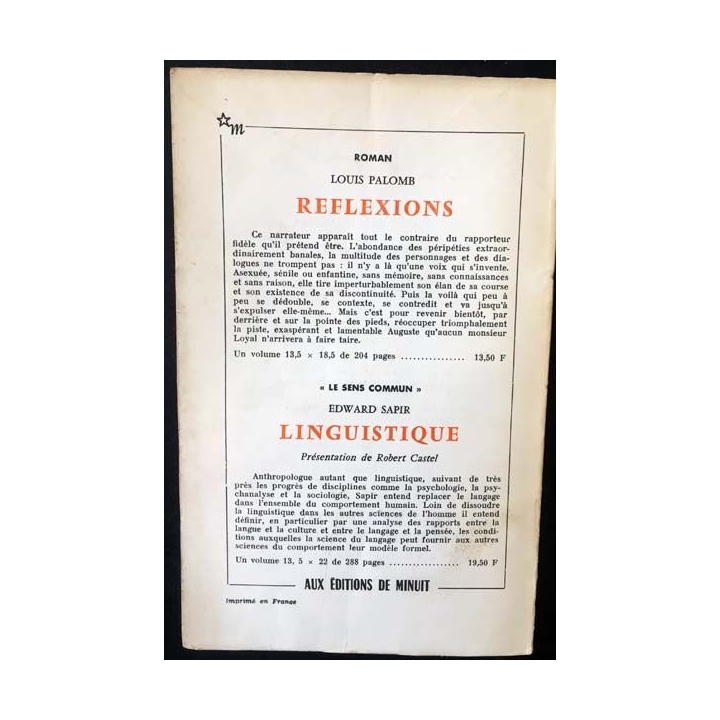 m
ROMAN
LOUIS PALOMB
REFLEXIONS
Ce narrateur apparaît tout le contraire du rapporteur
fidèle qu'il prétend être. L'abondance des péripéties extraor-
dinairement banales, la multitude des personnages et des dia-
logues ne trompent pas : il n'y a là qu'une voix qui s'invente.
Asexuée, sénile ou enfantine, sans mémoire, sans connaissances
et sans raison, elle tire imperturbablement son élan de sa course
et son existence de sa discontinuité. Puis la voilà qui peu à
peu se dédouble, se contexte, se contredit et va jusqu'à
s'expulser elle-même... Mais c'est pour revenir bientôt, par
derrière et sur la pointe des pieds, réoccuper triomphalement
la piste, exaspérant et lamentable Auguste qu'aucun monsieur
Loyal n'arrivera à faire taire.
Un volume 13,5 × 18,5 de 204 pages ................ 13,50 F
« LE SENS COMMUN »
EDWARD SAPIR
LINGUISTIQUE
Présentation de Robert Castel
Anthropologue autant que linguistique, suivant de très
près les progrès de disciplines comme la psychologie, la psy-
chanalyse et la sociologie, Sapir entend replacer le langage
dans l'ensemble du comportement humain. Loin de dissoudre
la linguistique dans les autres sciences de l'homme il entend
définir, en particulier par une analyse des rapports entre la
langue et la culture et entre le langage et la pensée, les condi-
tions auxquelles la science du langage peut fournir aux autres
sciences du comportement leur modèle formel.
Un volume 13, 5 × 22 de 288 pages .................. 19,50 F
AUX ÉDITIONS DE MINUIT
Imprimé en France